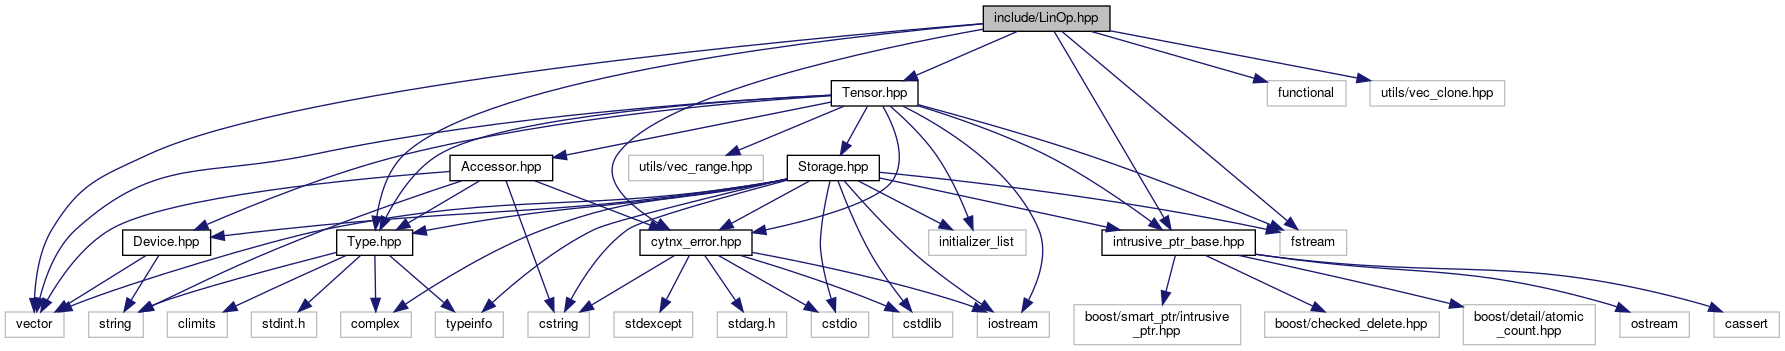 include/LinOp.hpp
Tensor.hpp
functional
utils/vec_clone.hpp
Accessor.hpp
utils/vec_range.hpp
Storage.hpp
Device.hpp
Type.hpp
cytnx_error.hpp
initializer_list
intrusive_ptr_base.hpp
fstream
vector
string
climits
stdint.h
complex
typeinfo
cstring
stdexcept
stdarg.h
cstdio
cstdlib
iostream
boost/smart_ptr/intrusive
_ptr.hpp
boost/checked_delete.hpp
boost/detail/atomic
_count.hpp
ostream
cassert